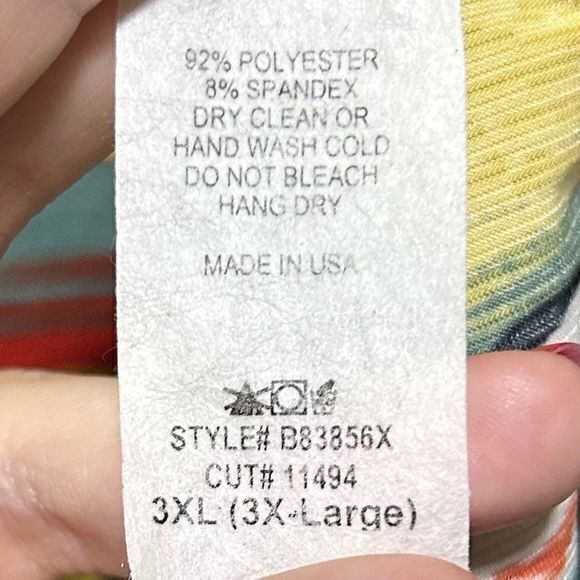 92% POLYESTER
8% SPANDEX
DRY CLEAN OR
HAND WASH COLD
DO NOT BLEACH
HANG DRY
MADE IN USA
STYLE# B83856X
CUT# 11494
3XL (3X-Large)